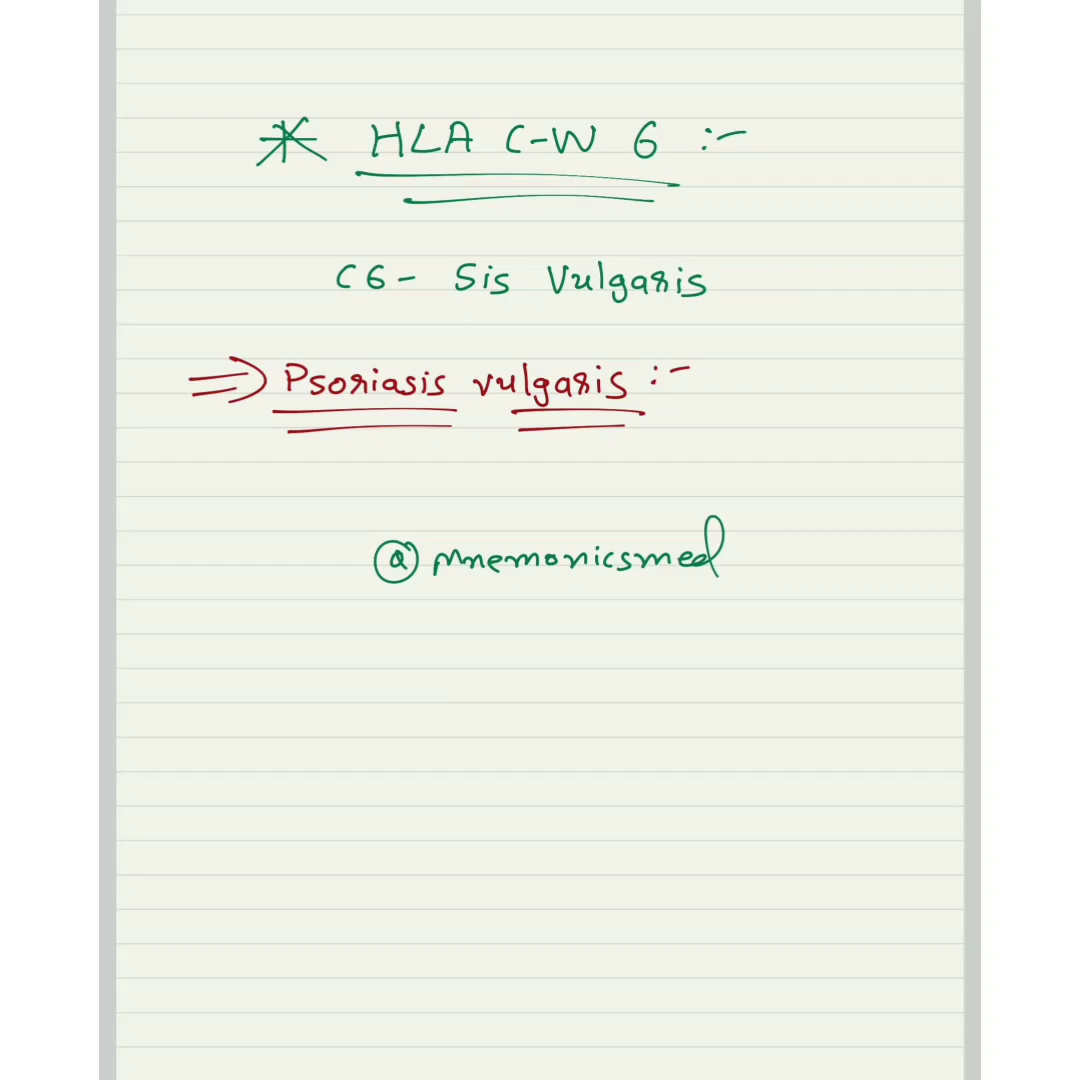 * HLA C-W 6 :-
C6- Sis Vulgaris
⇒ Psoriasis vulgaris :-
@mnemonicsmed